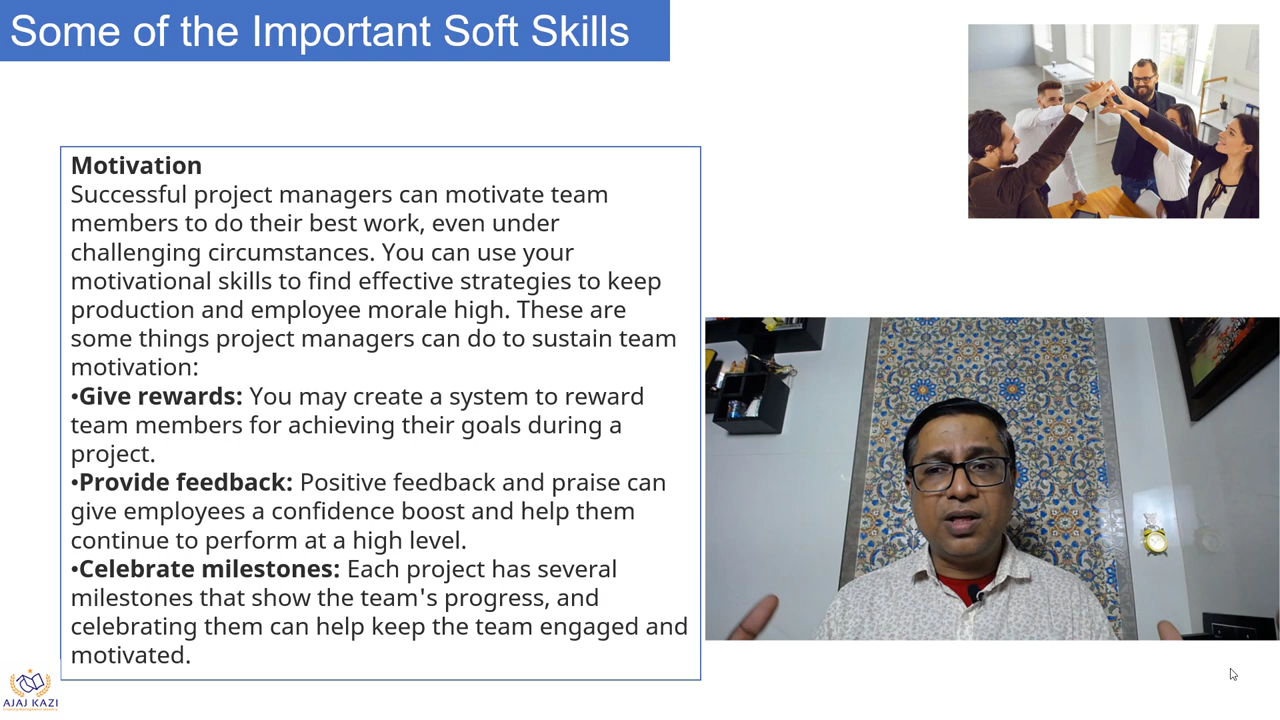 Some of the Important Soft Skills
Motivation
Successful project managers can motivate team
members to do their best work, even under
challenging circumstances. You can use your
motivational skills to find effective strategies to keep
production and employee morale high. These are
some things project managers can do to sustain team
motivation:
•Give rewards: You may create a system to reward
team members for achieving their goals during a
project.
•Provide feedback: Positive feedback and praise can
give employees a confidence boost and help them
continue to perform at a high level.
•Celebrate milestones: Each project has several
milestones that show the team's progress, and
celebrating them can help keep the team engaged and
motivated.
AJAJ KAZI